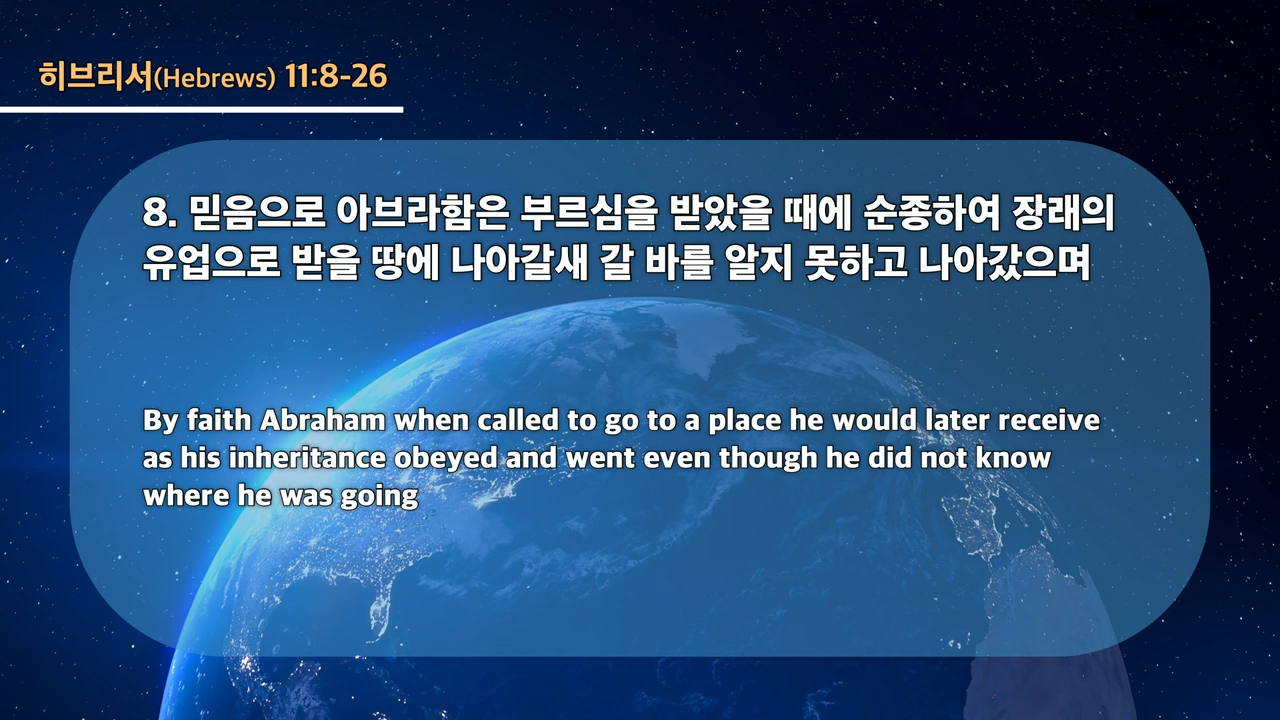 히브리서(Hebrews) 11:8-26
8. 믿음으로 아브라함은 부르심을 받았을 때에 순종하여 장래의
유업으로 받을 땅에 나아갈새 갈 바를 알지 못하고 나아갔으며
By faith Abraham when called to go to a place he would later receive
as his inheritance obeyed and went even though he did not know
where he was going